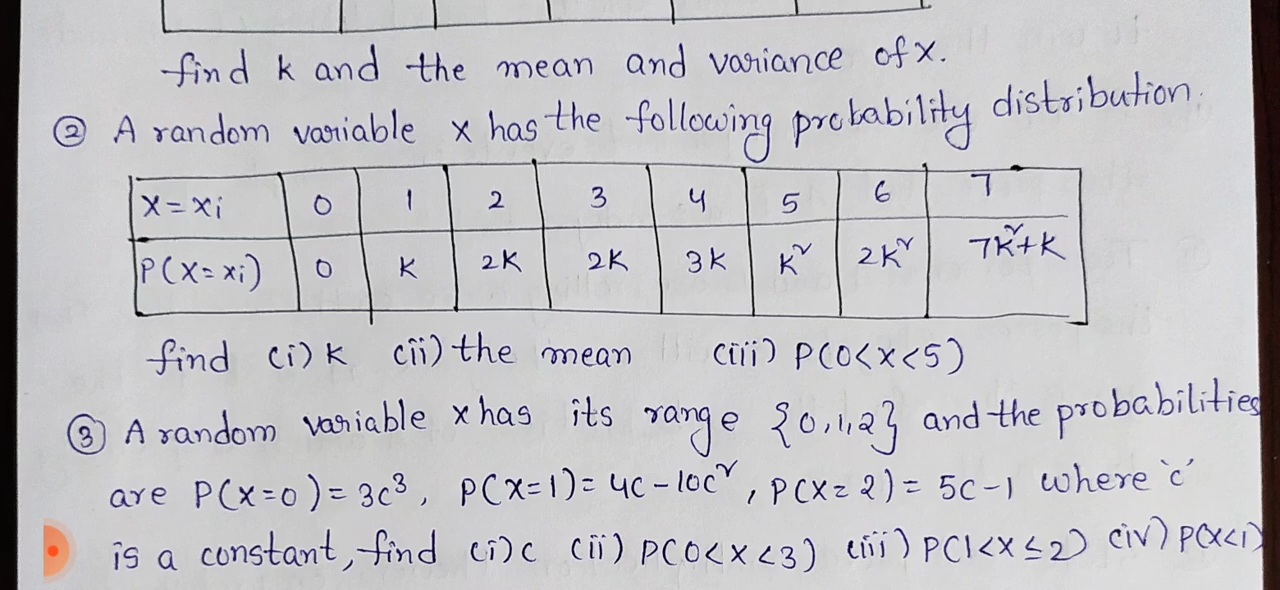 find k and the mean and variance of x.
② A random variable x has the following probability distribution.
X=xi 0 1 2 3 4 5 6 7
P(X=xi) 0 K 2K 2K 3K K² 2K² 7K²+K
find (i) K (ii) the mean (iii) P(0<x<5)
③ A random variable x has its range {0,1,2} and the probabilities
are P(X=0)=3c³, P(X=1)=4c-10c², P(X=2)=5c-1 where 'c'
is a constant, find (i) c (ii) P(0<X<3) (iii) P(1<X≤2) (iv) P(X<1)